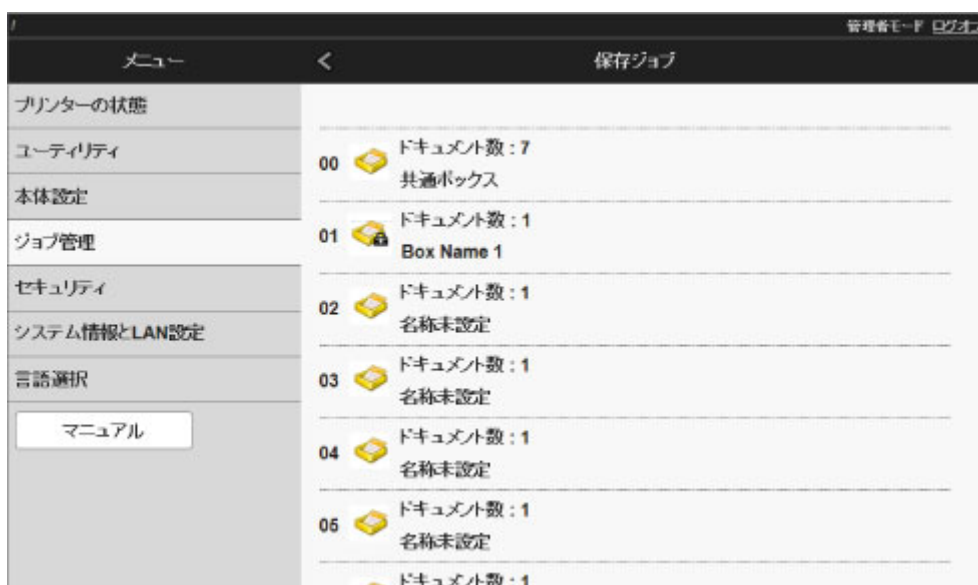 管理者モード ログオフ
メニュー
保存ジョブ
プリンターの状態
ユーティリティ
本体設定
ジョブ管理
セキュリティ
システム情報とLAN設定
言語選択
マニュアル
00 ドキュメント数 : 7
共通ボックス
01 ドキュメント数 : 1
Box Name 1
02 ドキュメント数 : 1
名称未設定
03 ドキュメント数 : 1
名称未設定
04 ドキュメント数 : 1
名称未設定
05 ドキュメント数 : 1
名称未設定
ドキュメント数 : 1